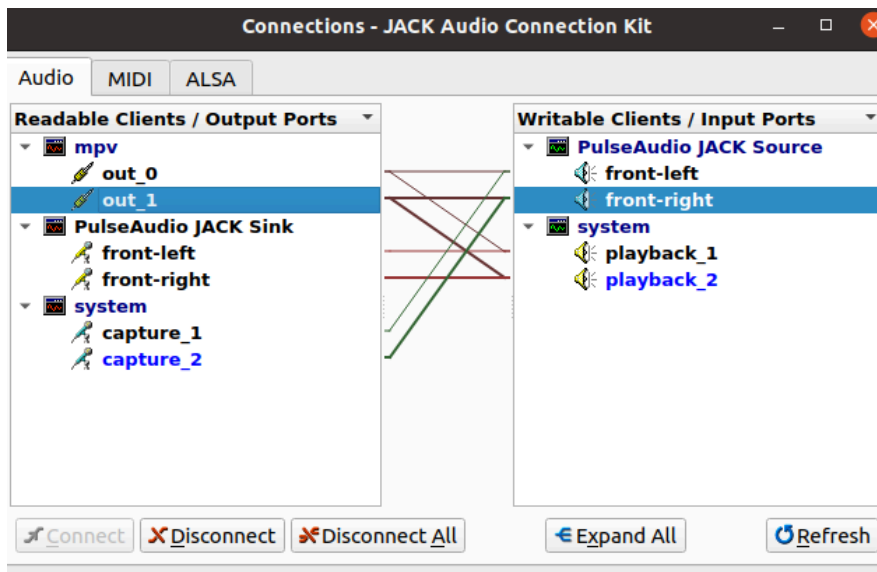 Connections - JACK Audio Connection Kit
Audio MIDI ALSA
Readable Clients / Output Ports
mpv
out_0
out_1
PulseAudio JACK Sink
front-left
front-right
system
capture_1
capture_2
Writable Clients / Input Ports
PulseAudio JACK Source
front-left
front-right
system
playback_1
playback_2
Connect Disconnect Disconnect All Expand All Refresh